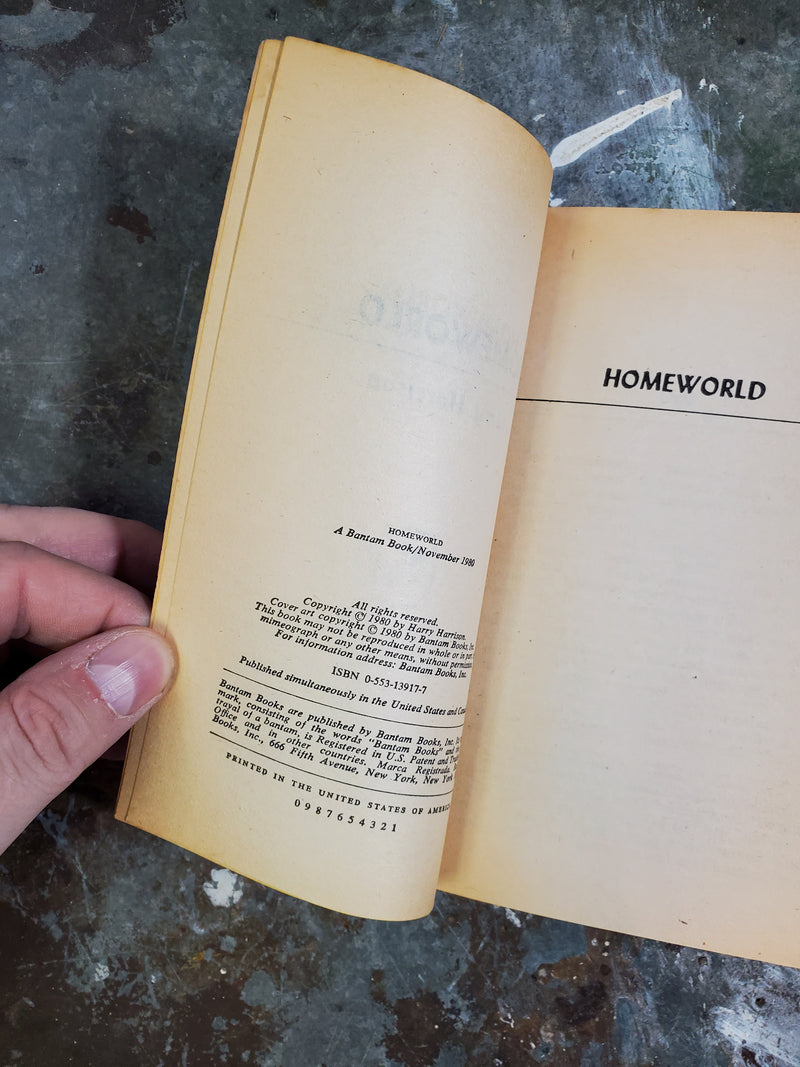 HOMEWORLD
A Bantam Book/November 1980
All rights reserved.
Copyright © 1980 by Harry Harrison.
Cover art copyright © 1980 by Bantam Books, Inc.
This book may not be reproduced in whole or in part
mimeograph or any other means, without permission
For information address: Bantam Books, Inc.
ISBN 0-553-13917-7
Published simultaneously in the United States and
Bantam Books are published by Bantam Books, Inc.
mark, consisting of the words "Bantam Books" and
trayal of a bantam, is Registered in U.S. Patent and
Office and in other countries. Marca Registrada.
Books, Inc., 666 Fifth Avenue, New York, New York
PRINTED IN THE UNITED STATES OF AMERICA
0 9 8 7 6 5 4 3 2 1
HOMEWORLD